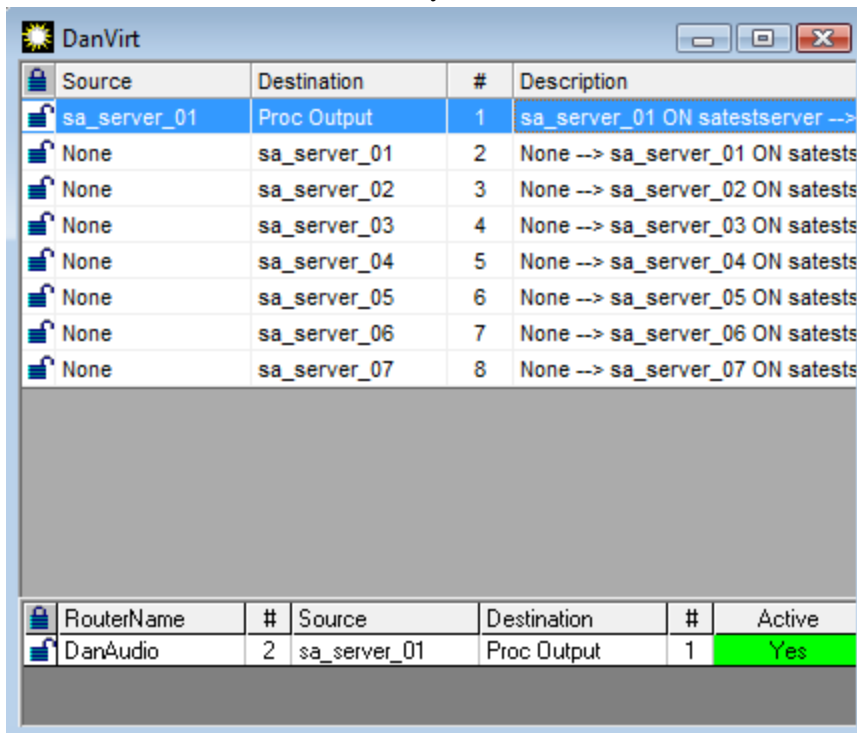 DanVirt
Source Destination # Description
sa_server_01 Proc Output 1 sa_server_01 ON satestserver -->
None sa_server_01 2 None --> sa_server_01 ON satests
None sa_server_02 3 None --> sa_server_02 ON satests
None sa_server_03 4 None --> sa_server_03 ON satests
None sa_server_04 5 None --> sa_server_04 ON satests
None sa_server_05 6 None --> sa_server_05 ON satests
None sa_server_06 7 None --> sa_server_06 ON satests
None sa_server_07 8 None --> sa_server_07 ON satests
RouterName # Source Destination # Active
DanAudio 2 sa_server_01 Proc Output 1 Yes